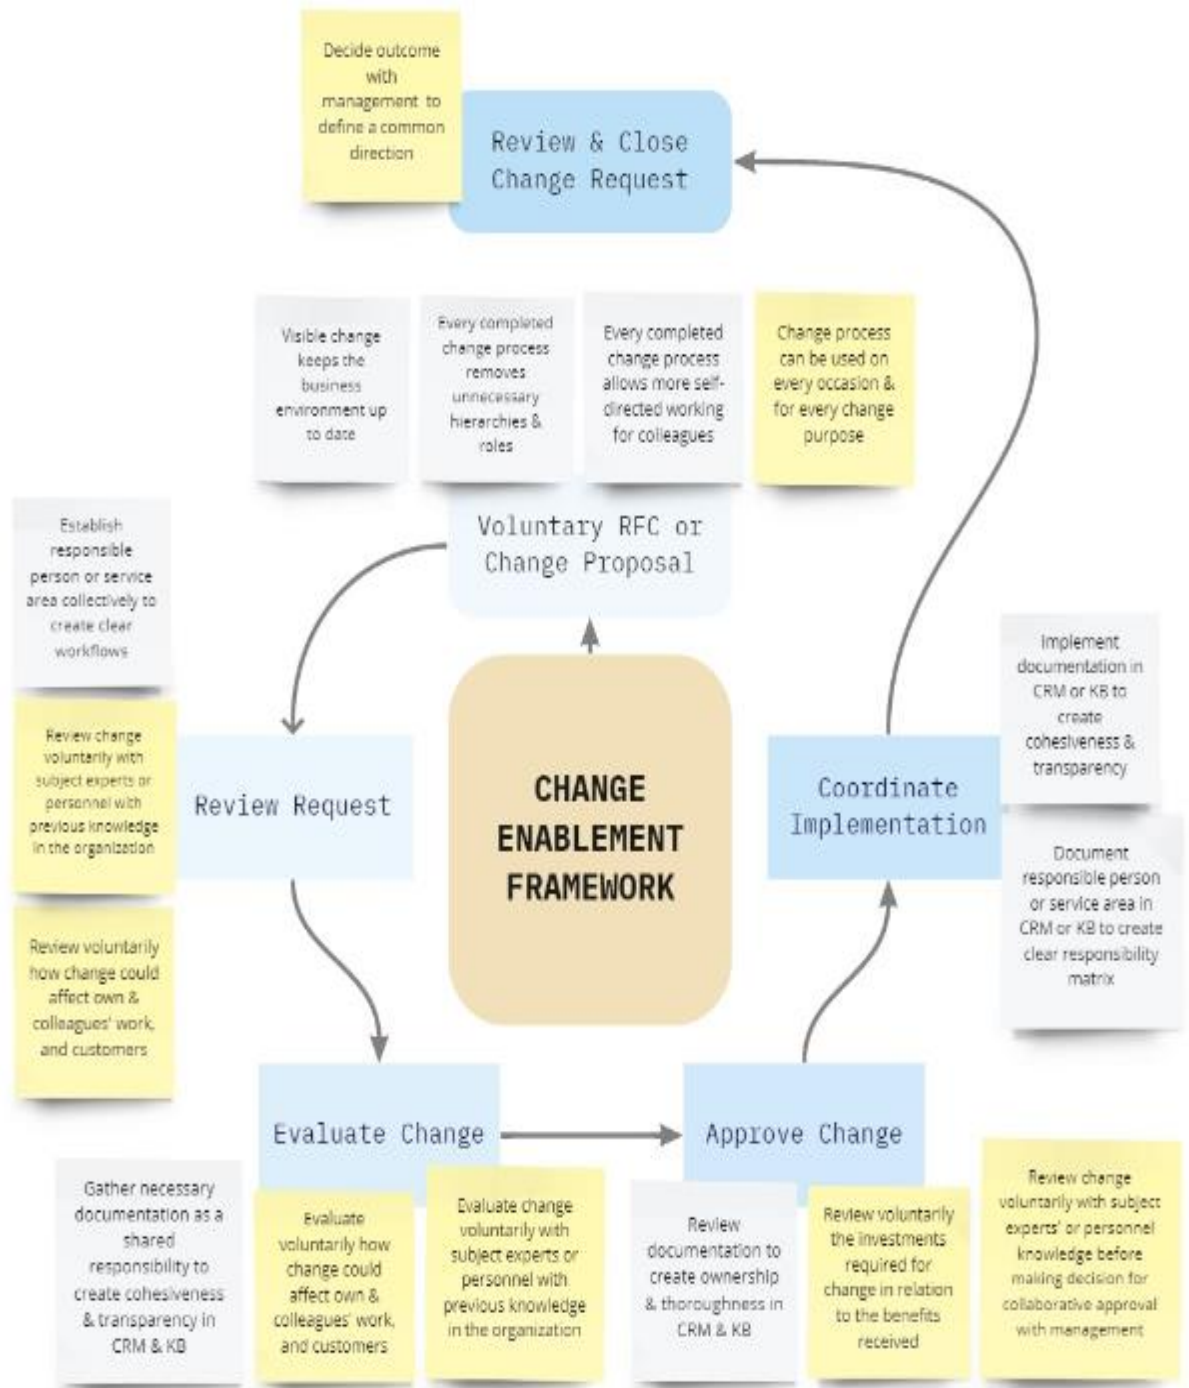 Decide outcome
with
management to
define a common
direction
Review & Close
Change Request
Visible change
keeps the
business
environment up
to date
Every completed
change process
removes
unnecessary
hierarchies &
roles
Every completed
change process
allows more self-
directed working
for colleagues
Change process
can be used on
every occasion &
for every change
purpose
Voluntary RFC or
Change Proposal
Establish
responsible
person or service
area collectively to
create clear
workflows
Review change
voluntarily with
subject experts or
personnel with
previous knowledge
in the organization
Review voluntarily
how change could
affect own &
colleagues' work,
and customers
Review Request
CHANGE
ENABLEMENT
FRAMEWORK
Coordinate
Implementation
Implement
documentation in
CRM or KB to
create
cohesiveness &
transparency
Document
responsible person
or service area in
CRM or KB to create
clear responsibility
matrix
Evaluate Change
Gather necessary
documentation as a
shared
responsibility to
create cohesiveness
& transparency in
CRM & KB
Evaluate
voluntarily how
change could
affect own &
colleagues' work,
and customers
Evaluate change
voluntarily with
subject experts or
personnel with
previous knowledge
in the organization
Approve Change
Review
documentation to
create ownership
& thoroughness in
CRM & KB
Review voluntarily
the investments
required for
change in relation
to the benefits
received
Review change
voluntarily with subject
experts' or personnel
knowledge before
making decision for
collaborative approval
with management